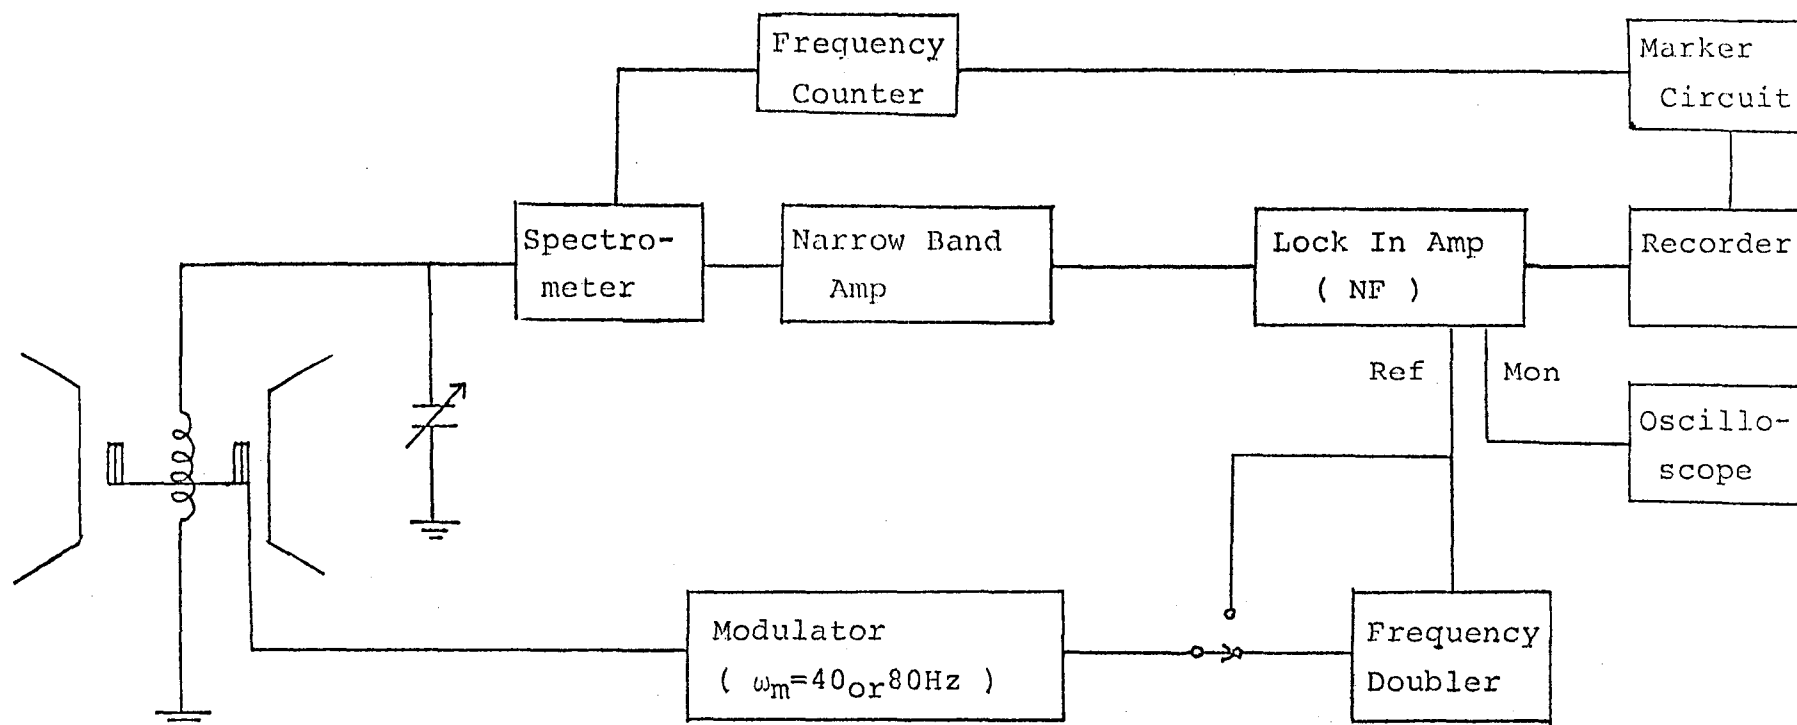 Frequency
Counter
Marker
Circuit
Spectro-
meter
Narrow Band
Amp
Lock In Amp
( NF )
Recorder
Ref
Mon
Oscillo-
scope
Modulator
( ωm=40or80Hz )
Frequency
Doubler